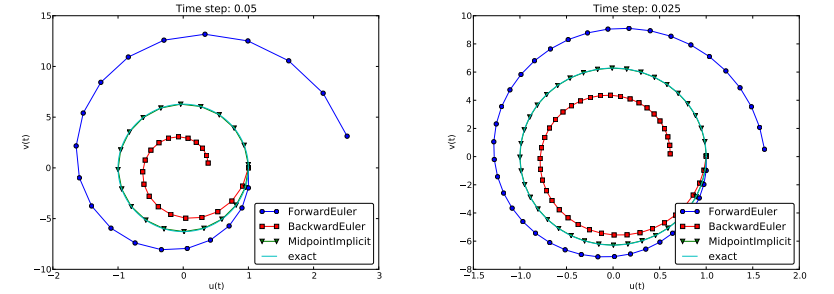 Time step: 0.05
15
10
5
0
−5
−10
−2
−1
0
1
2
3
v(t)
u(t)
ForwardEuler
BackwardEuler
MidpointImplicit
exact
Time step: 0.025
10
8
6
4
2
0
−2
−4
−6
−8
−1.5
−1.0
−0.5
0.0
0.5
1.0
1.5
2.0
v(t)
u(t)
ForwardEuler
BackwardEuler
MidpointImplicit
exact